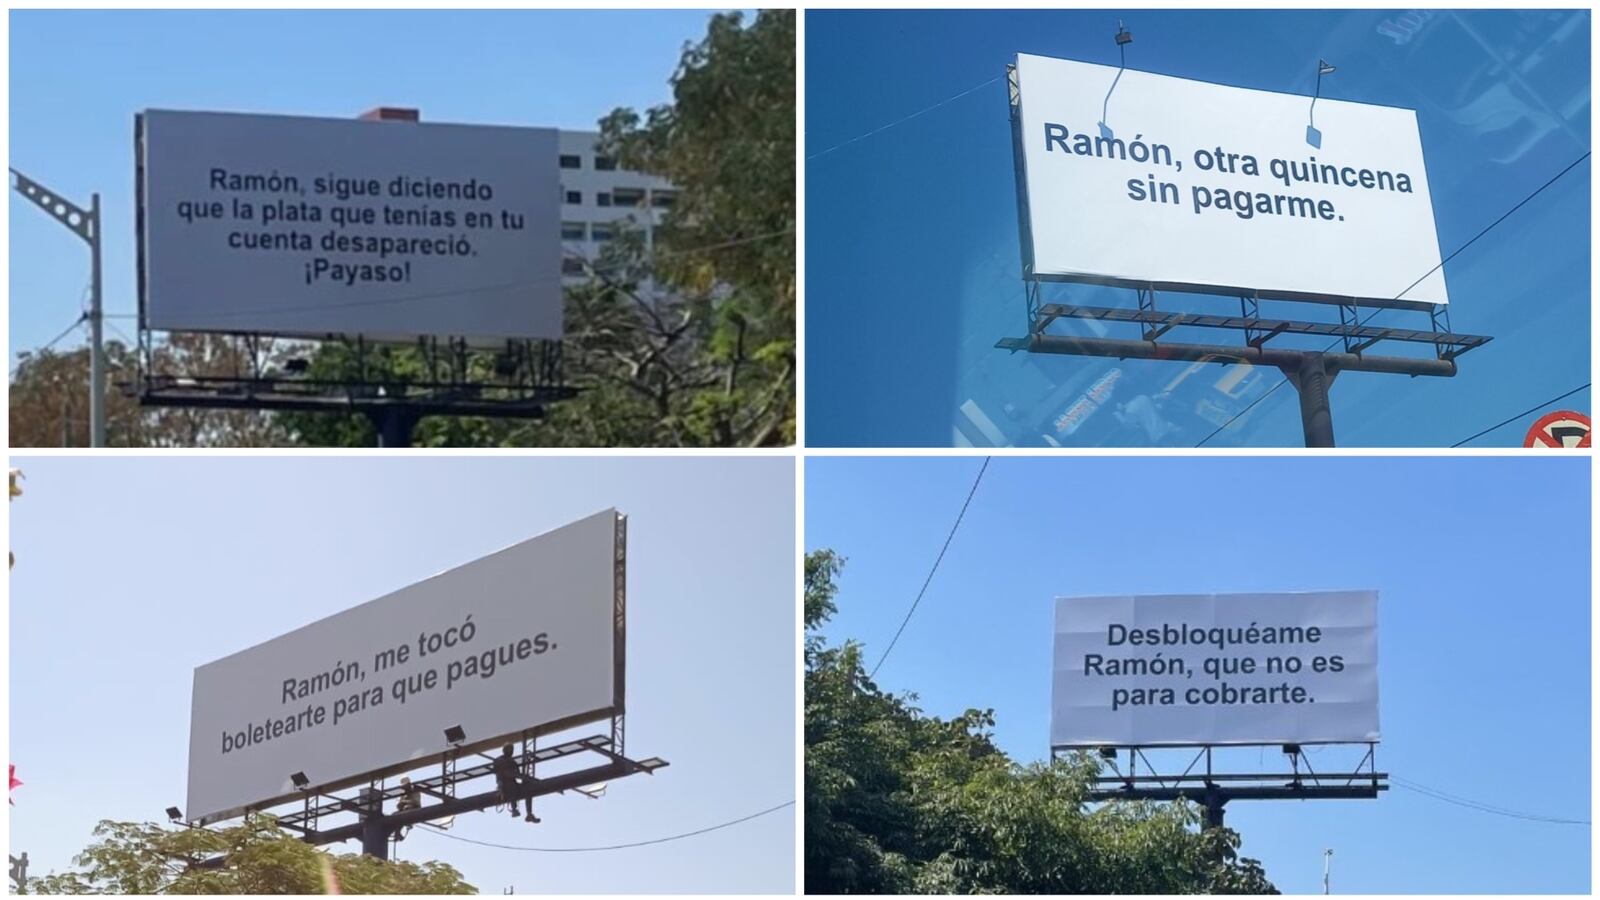 Ramón, sigue diciendo
que la plata que tenías en tu
cuenta desapareció.
¡Payaso!
Ramón, otra quincena
sin pagarme.
Ramón, me tocó
boletearte para que pagues.
Desbloquéame
Ramón, que no es
para cobrarte.